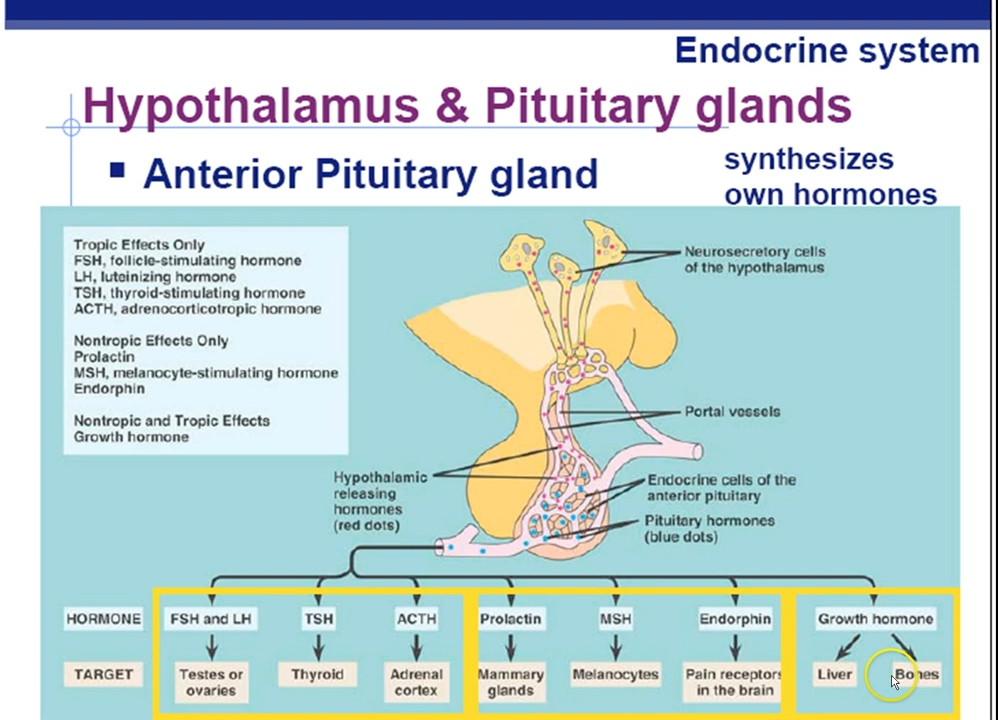 Endocrine system
Hypothalamus & Pituitary glands
Anterior Pituitary gland
synthesizes
own hormones
Tropic Effects Only
FSH, follicle-stimulating hormone
LH, luteinizing hormone
TSH, thyroid-stimulating hormone
ACTH, adrenocorticotropic hormone
Nontropic Effects Only
Prolactin
MSH, melanocyte-stimulating hormone
Endorphin
Nontropic and Tropic Effects
Growth hormone
Neurosecretory cells
of the hypothalamus
Portal vessels
Hypothalamic
releasing
hormones
(red dots)
Endocrine cells of the
anterior pituitary
Pituitary hormones
(blue dots)
HORMONE FSH and LH TSH ACTH Prolactin MSH Endorphin Growth hormone
TARGET Testes or Thyroid Adrenal Mammary Melanocytes Pain receptors Liver Bones
ovaries cortex glands in the brain